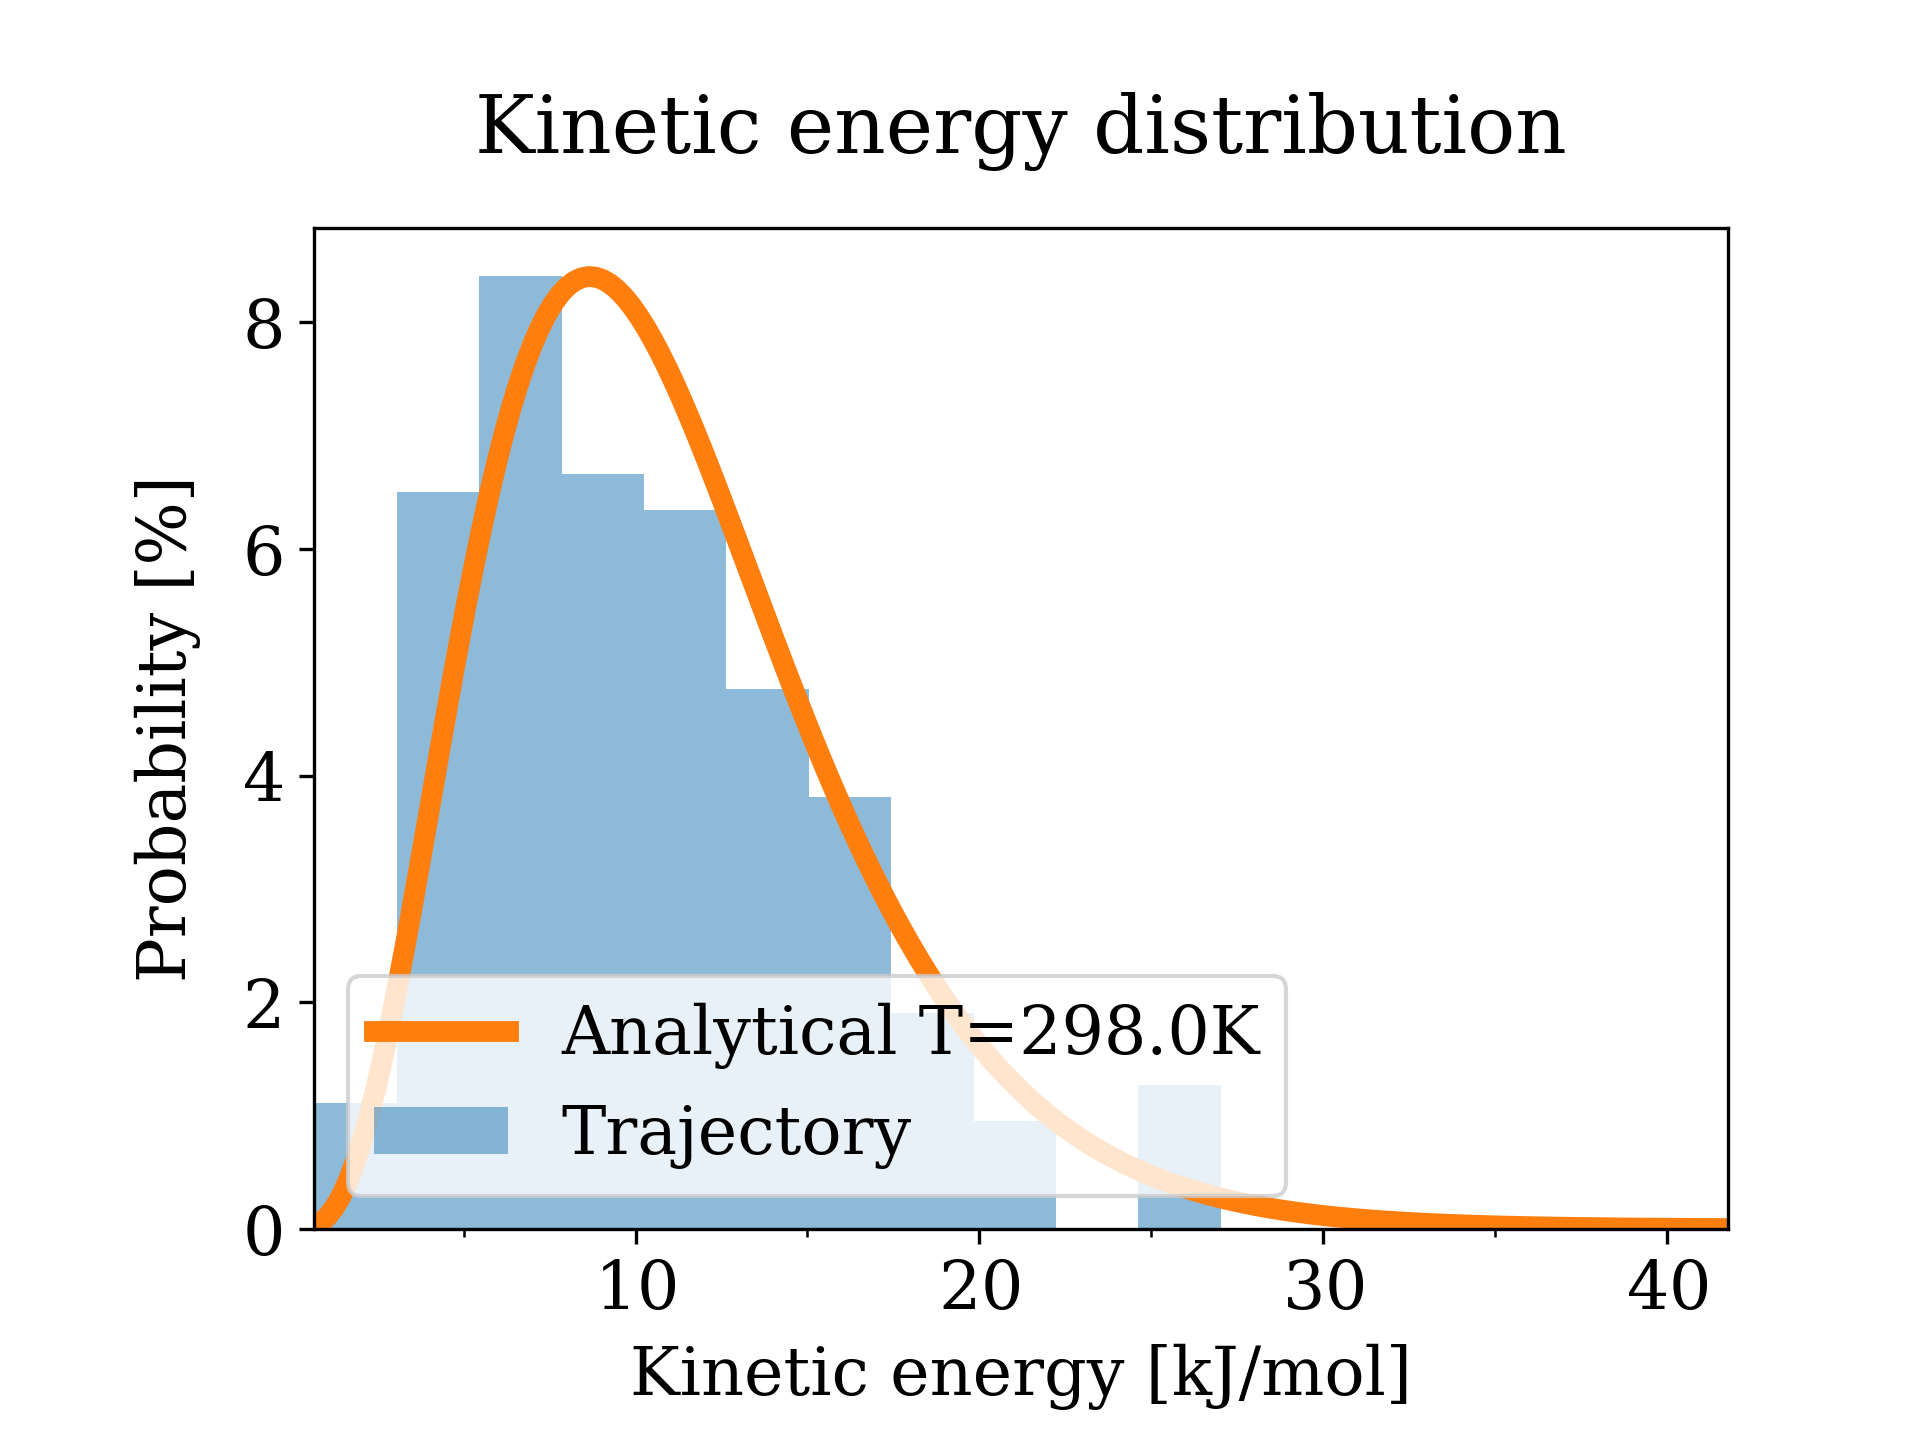 Kinetic energy distribution
Probability [%]
8
6
4
2
0
Analytical T=298.0K
Trajectory
10 20 30 40
Kinetic energy [kJ/mol]